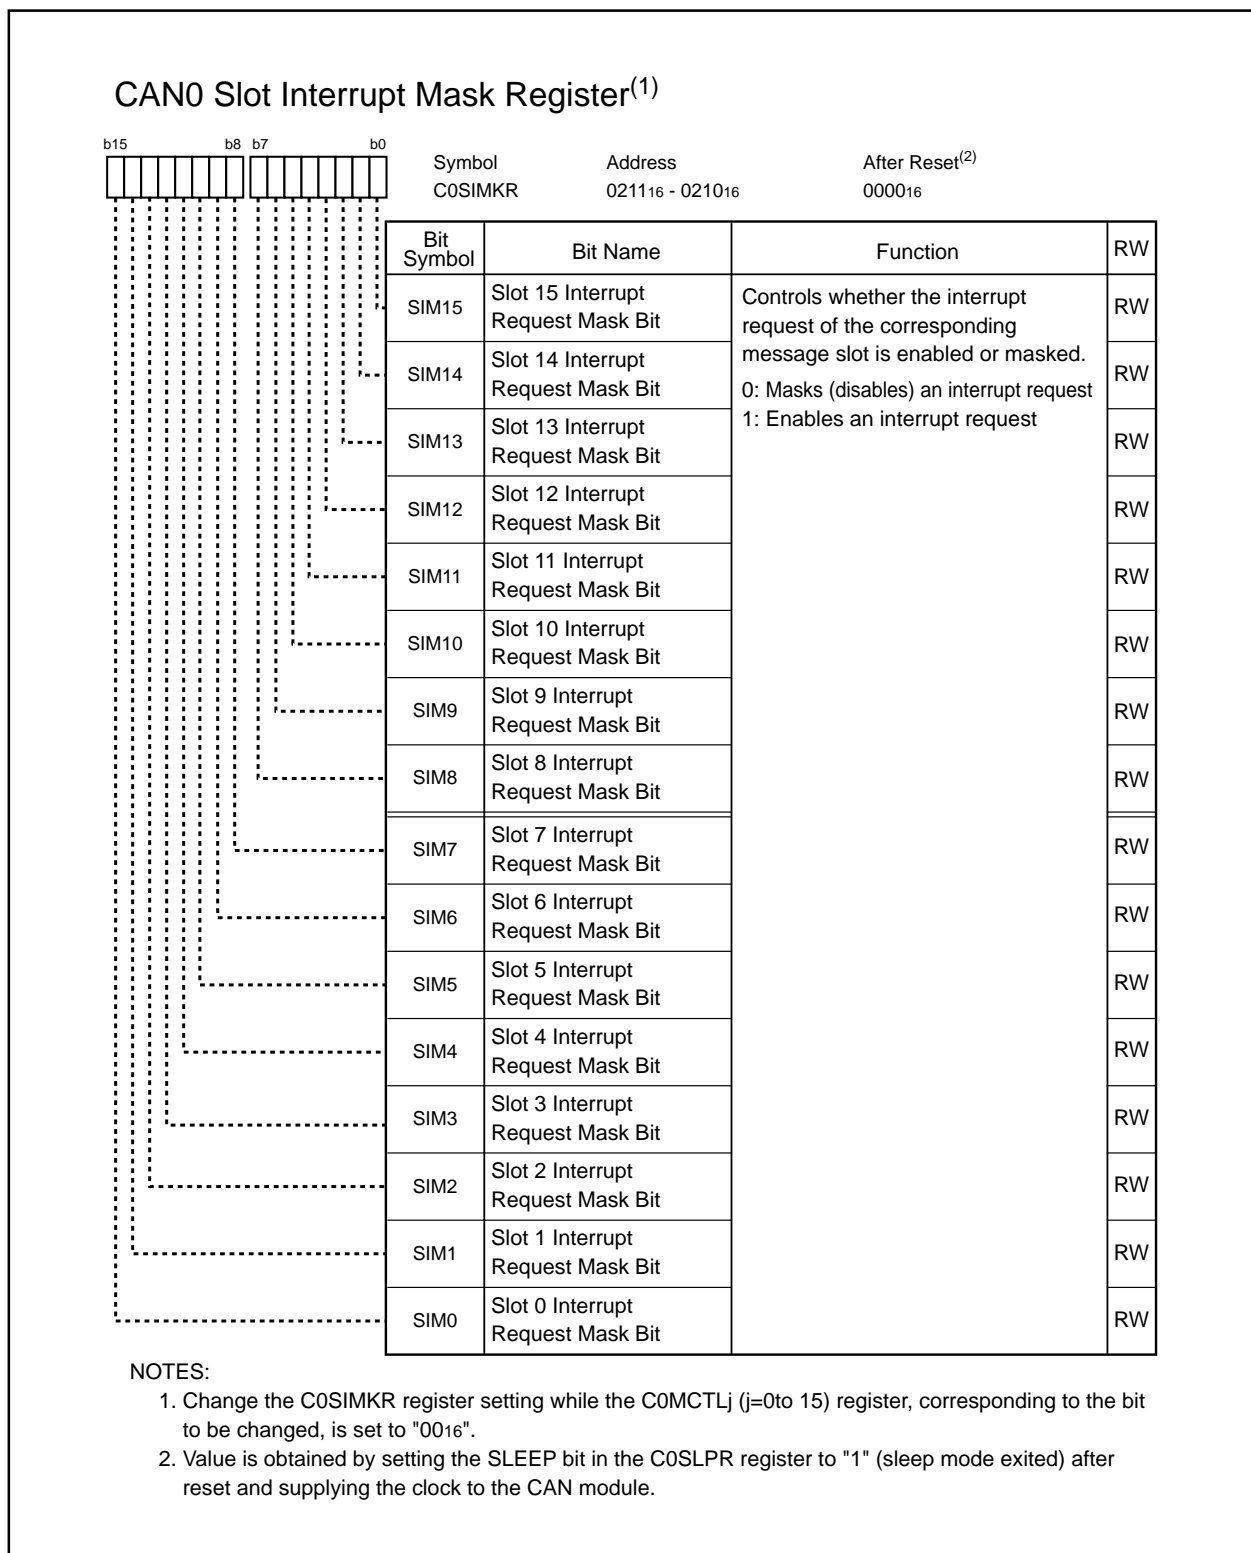 CAN0 Slot Interrupt Mask Register(1)
b15 b8 b7 b0
Symbol Address After Reset(2)
C0SIMKR 021116 - 021016 000016
Bit Symbol Bit Name Function RW
SIM15 Slot 15 Interrupt Request Mask Bit RW
Controls whether the interrupt
request of the corresponding
message slot is enabled or masked.
0: Masks (disables) an interrupt request
1: Enables an interrupt request
SIM14 Slot 14 Interrupt Request Mask Bit RW
SIM13 Slot 13 Interrupt Request Mask Bit RW
SIM12 Slot 12 Interrupt Request Mask Bit RW
SIM11 Slot 11 Interrupt Request Mask Bit RW
SIM10 Slot 10 Interrupt Request Mask Bit RW
SIM9 Slot 9 Interrupt Request Mask Bit RW
SIM8 Slot 8 Interrupt Request Mask Bit RW
SIM7 Slot 7 Interrupt Request Mask Bit RW
SIM6 Slot 6 Interrupt Request Mask Bit RW
SIM5 Slot 5 Interrupt Request Mask Bit RW
SIM4 Slot 4 Interrupt Request Mask Bit RW
SIM3 Slot 3 Interrupt Request Mask Bit RW
SIM2 Slot 2 Interrupt Request Mask Bit RW
SIM1 Slot 1 Interrupt Request Mask Bit RW
SIM0 Slot 0 Interrupt Request Mask Bit RW
NOTES:
1. Change the C0SIMKR register setting while the C0MCTLj (j=0to 15) register, corresponding to the bit
to be changed, is set to "0016".
2. Value is obtained by setting the SLEEP bit in the C0SLPR register to "1" (sleep mode exited) after
reset and supplying the clock to the CAN module.